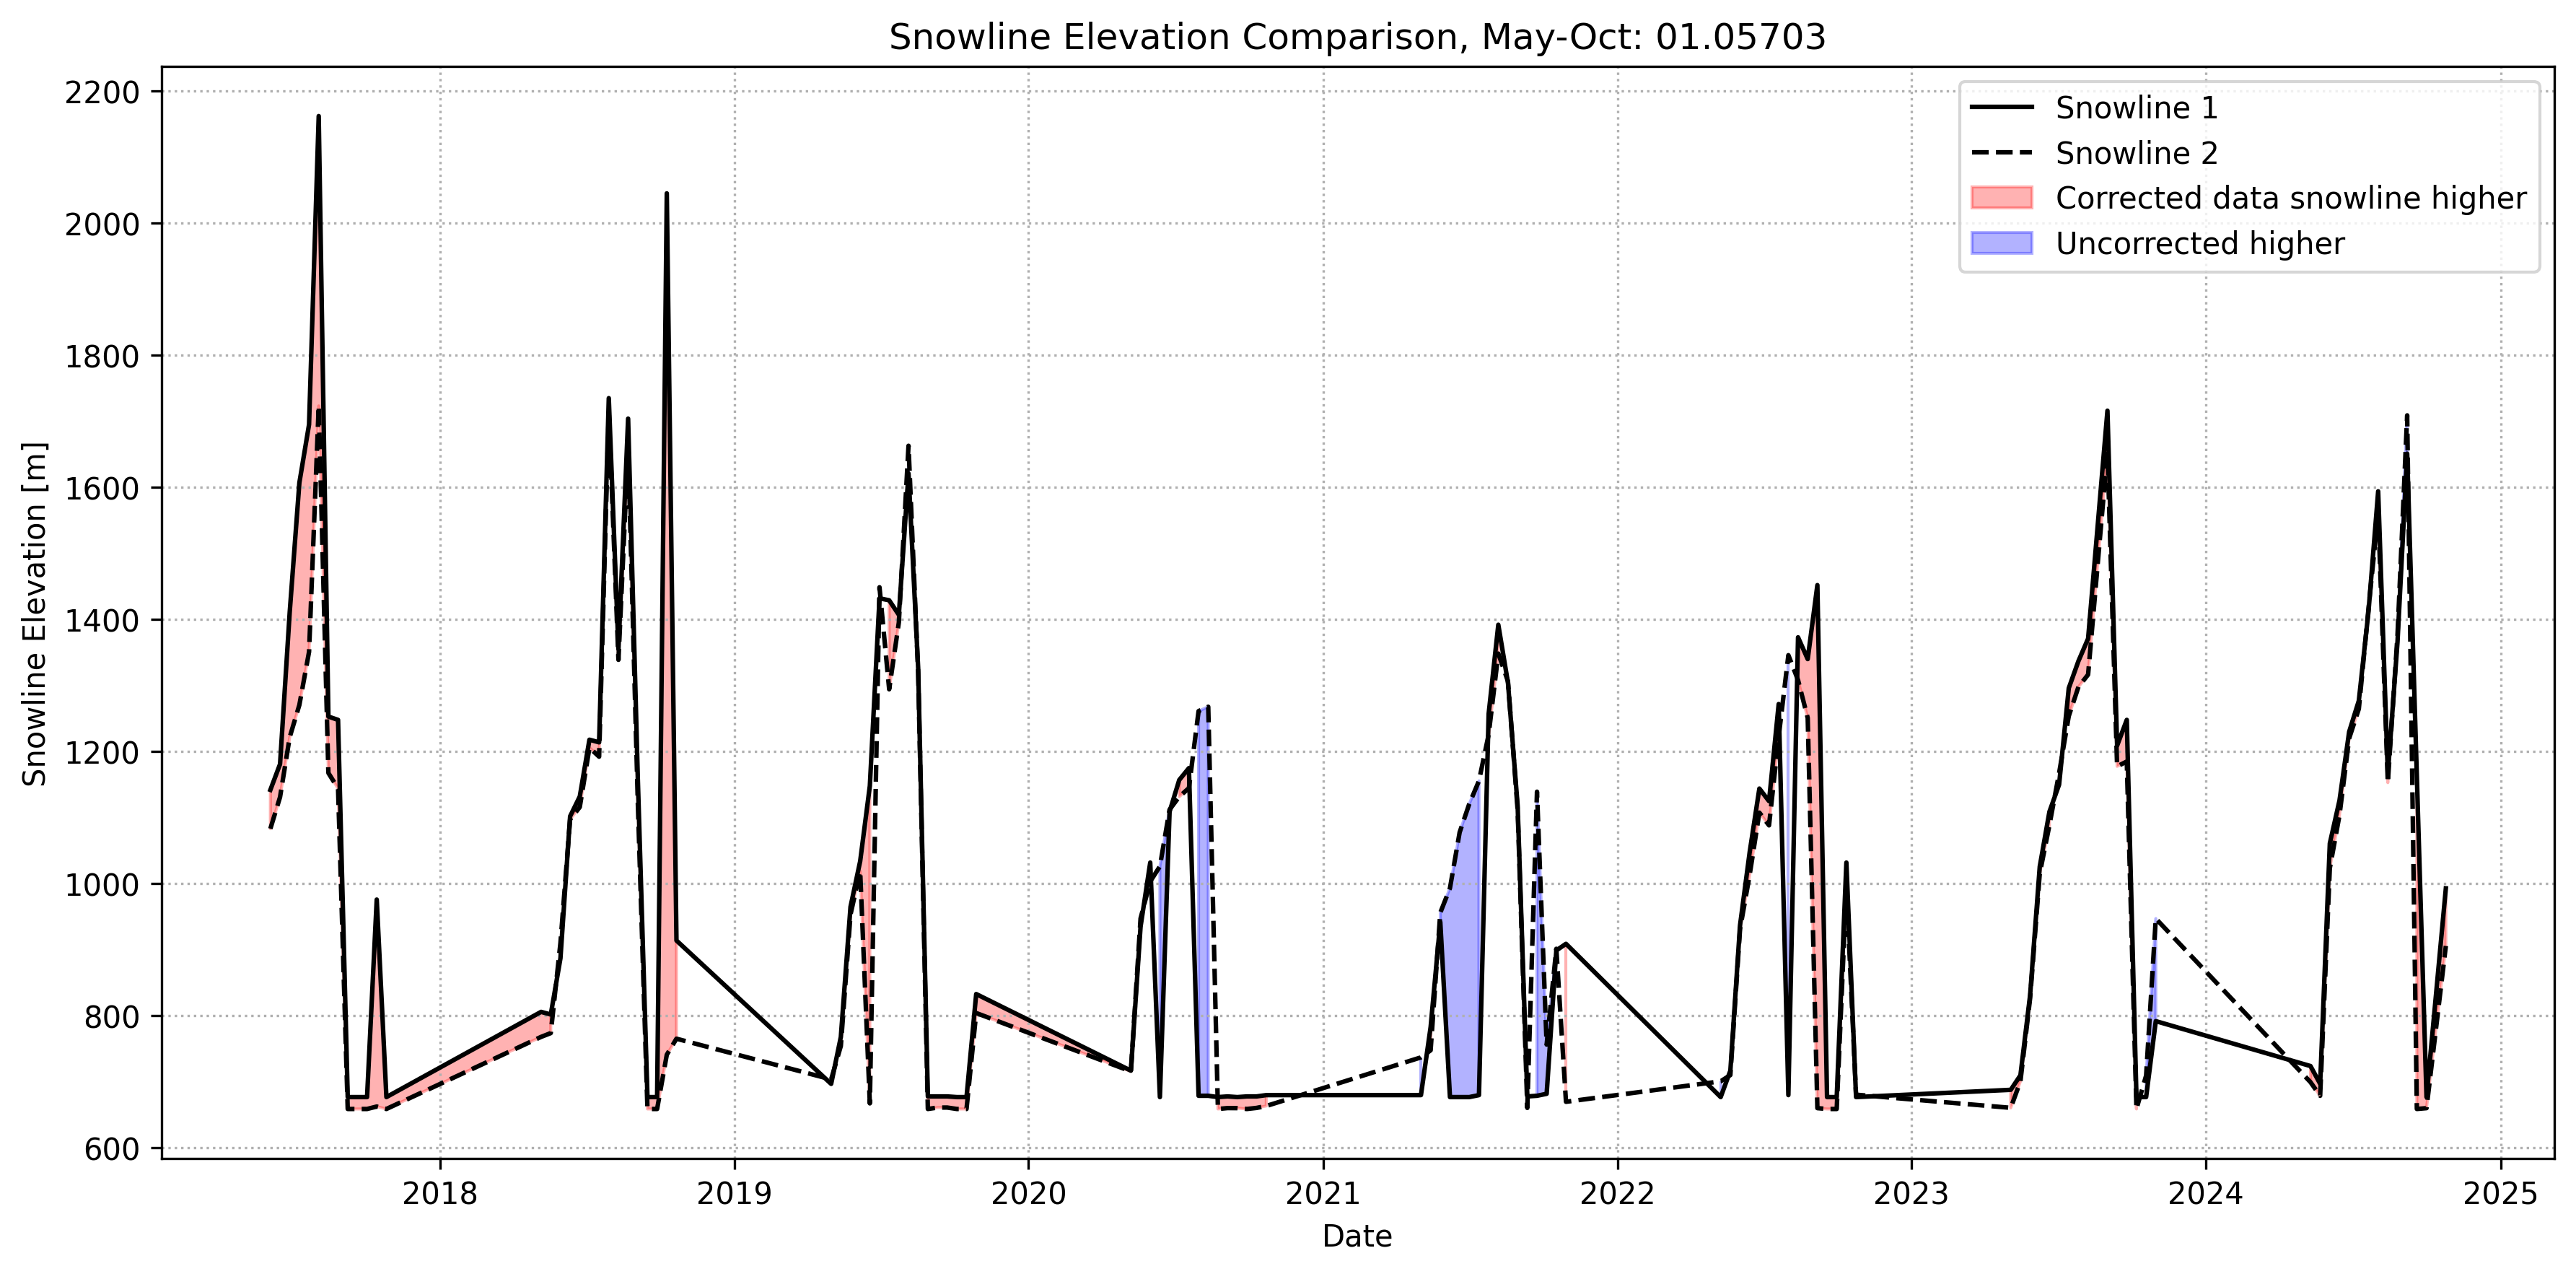 Snowline Elevation Comparison, May-Oct: 01.05703
Snowline 1
Snowline 2
Corrected data snowline higher
Uncorrected higher
Snowline Elevation [m]
2200
2000
1800
1600
1400
1200
1000
800
600
2018 2019 2020 2021 2022 2023 2024 2025
Date